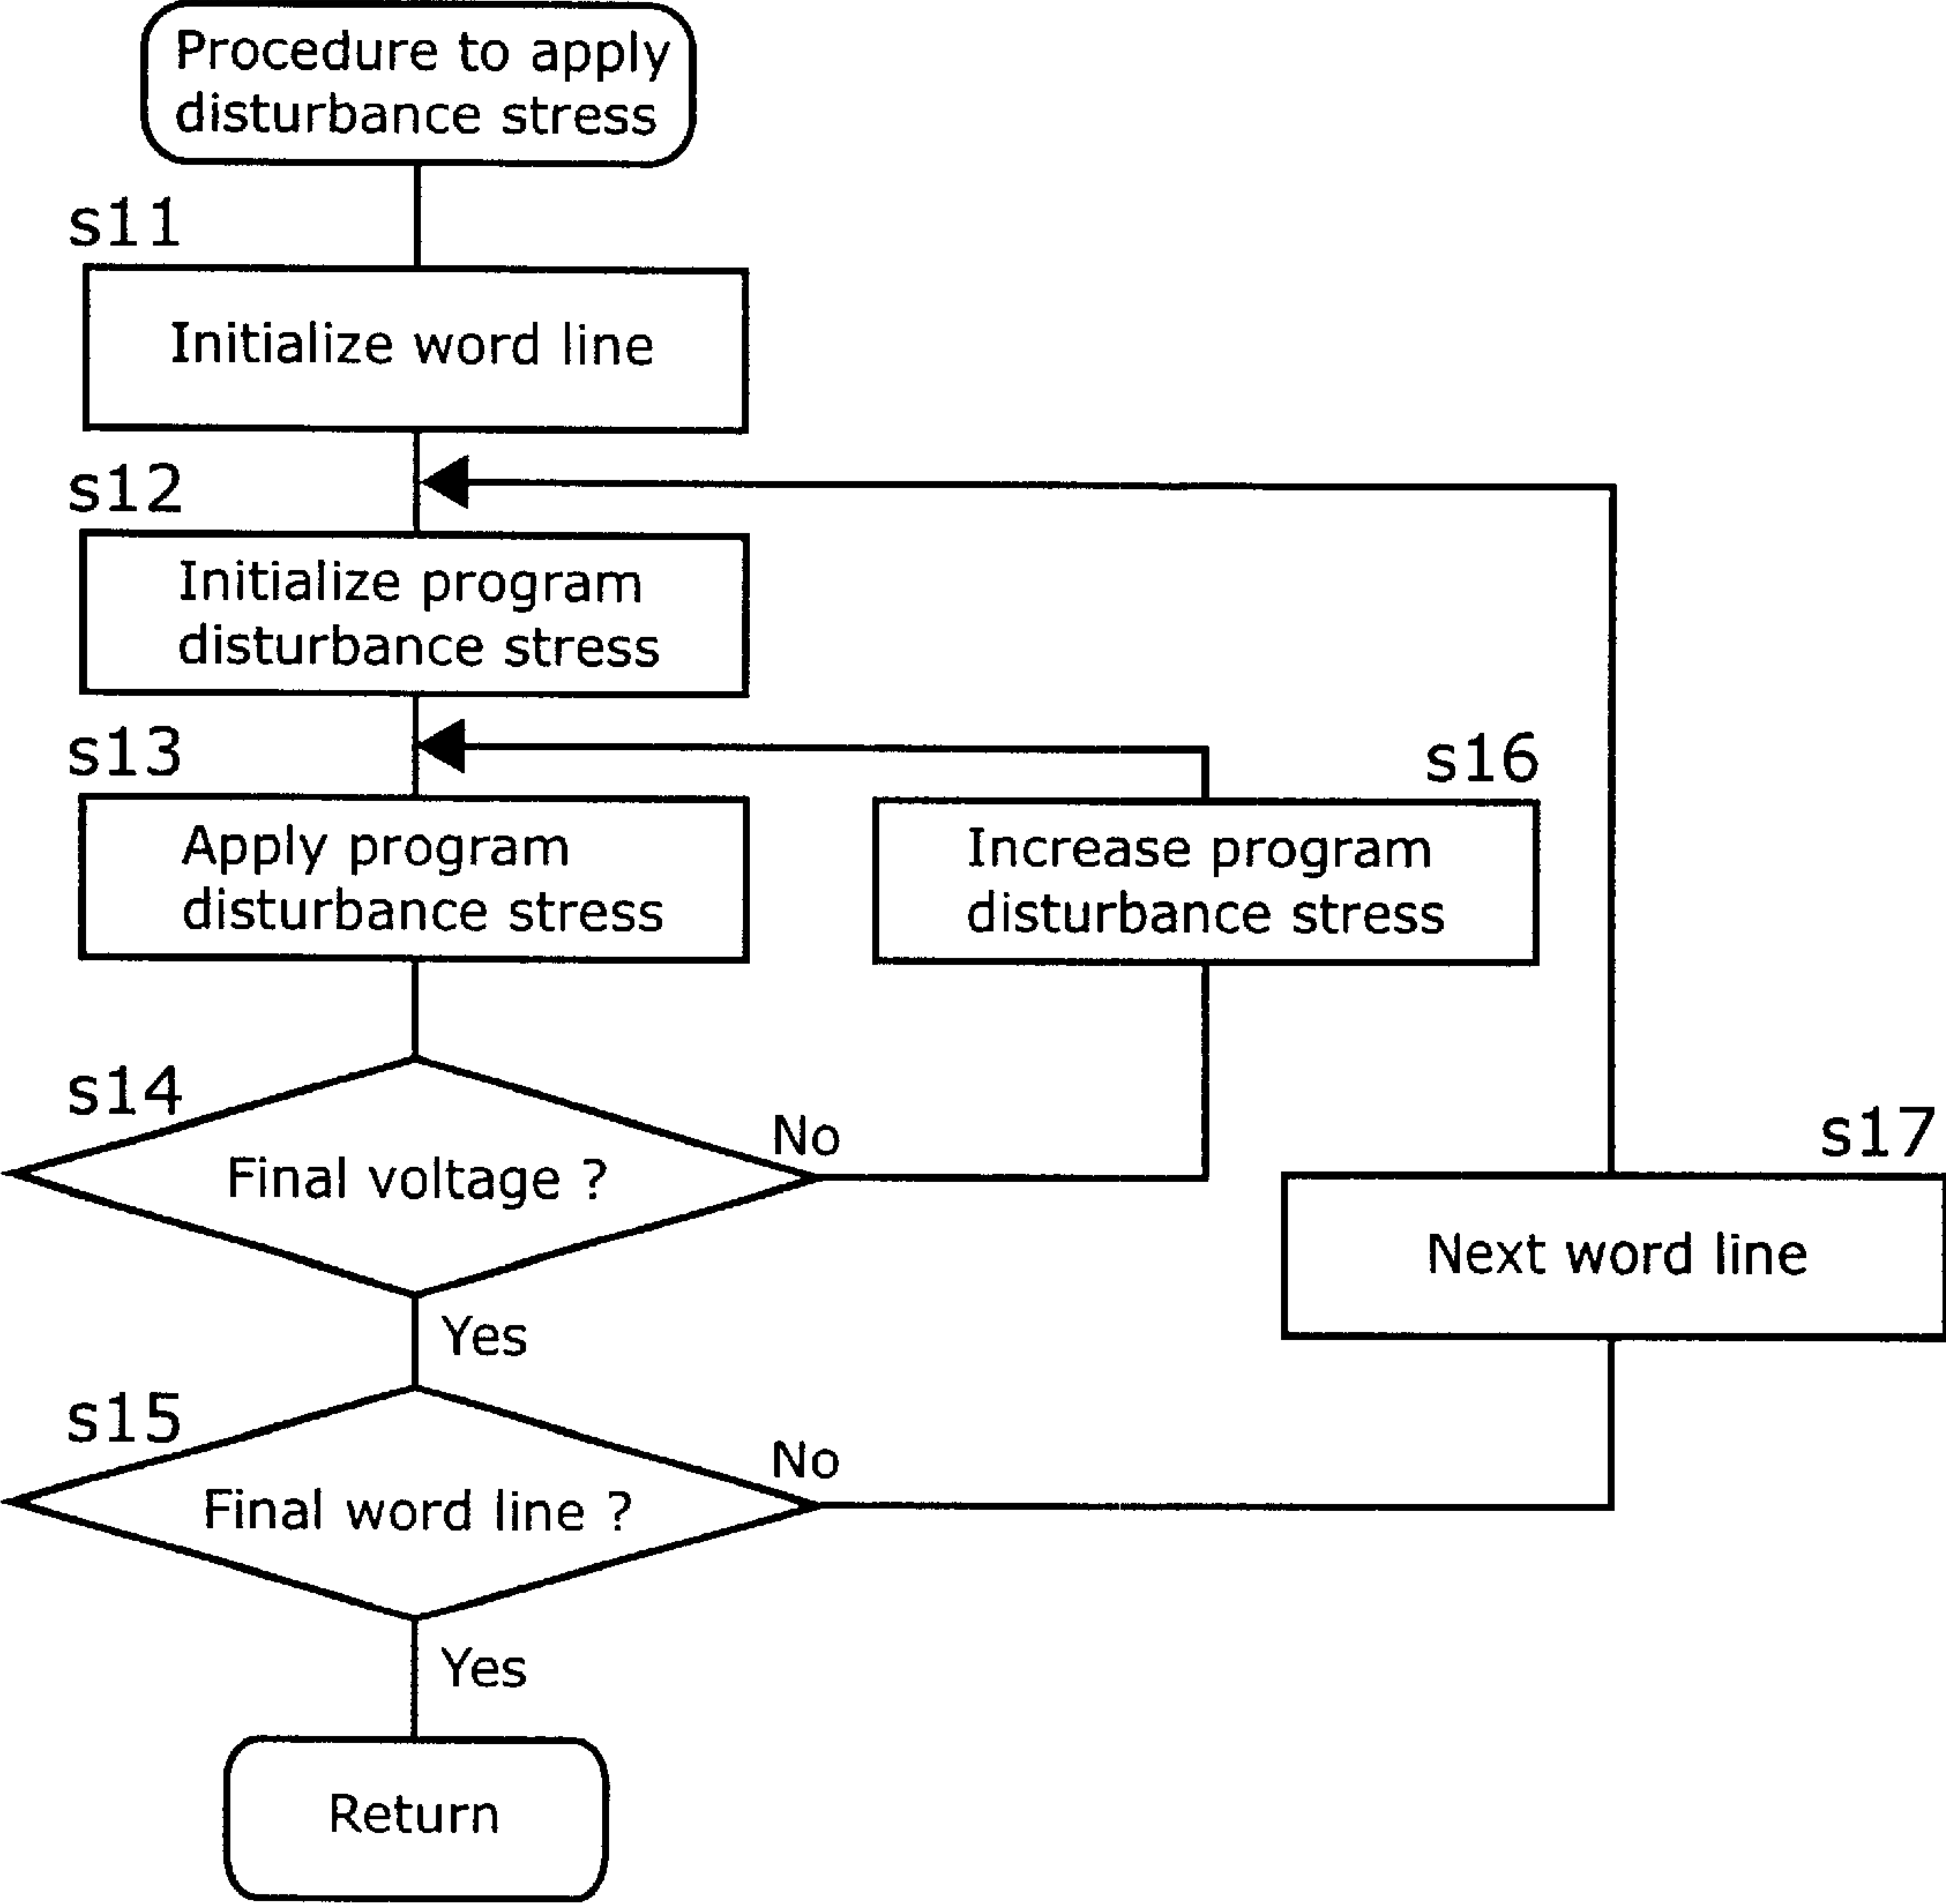 Procedure to apply
disturbance stress
s11
Initialize word line
s12
Initialize program
disturbance stress
s13
Apply program
disturbance stress
s16
Increase program
disturbance stress
s14
Final voltage ?
No
Yes
s17
Next word line
s15
Final word line ?
No
Yes
Return